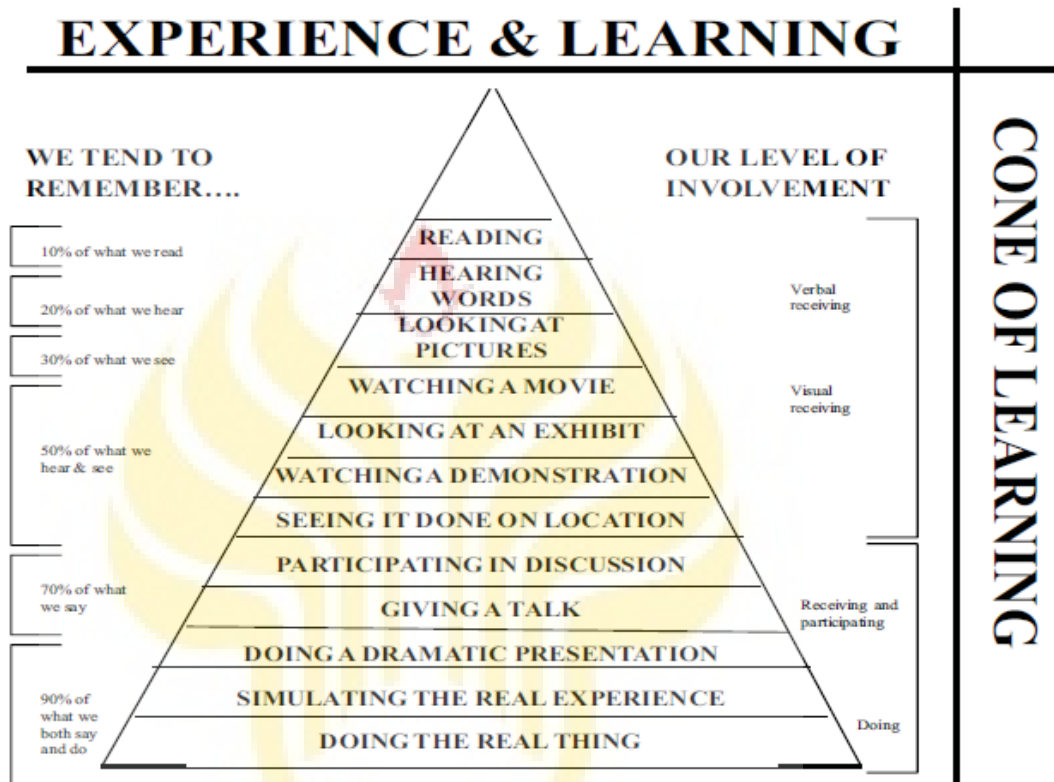 EXPERIENCE & LEARNING
WE TEND TO
REMEMBER....
10% of what we read
20% of what we hear
30% of what we see
50% of what we
hear & see
70% of what
we say
90% of
what we
both say
and do
READING
HEARING
WORDS
LOOKING AT
PICTURES
WATCHING A MOVIE
LOOKING AT AN EXHIBIT
WATCHING A DEMONSTRATION
SEEING IT DONE ON LOCATION
PARTICIPATING IN DISCUSSION
GIVING A TALK
DOING A DRAMATIC PRESENTATION
SIMULATING THE REAL EXPERIENCE
DOING THE REAL THING
OUR LEVEL OF
INVOLVEMENT
Verbal
receiving
Visual
receiving
Receiving and
participating
Doing
CONE OF LEARNING